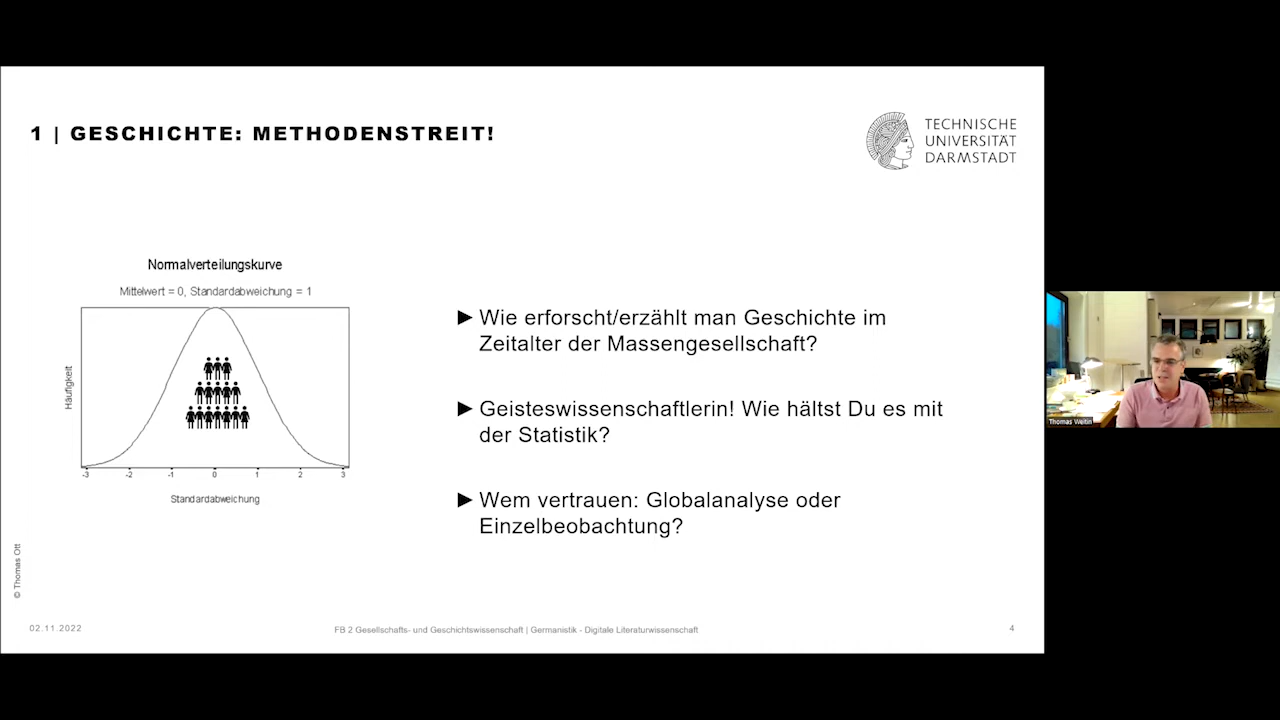 1 | GESCHICHTE: METHODENSTREIT!
TECHNISCHE
UNIVERSITÄT
DARMSTADT
Normalverteilungskurve
Mittelwert = 0, Standardabweichung = 1
Häufigkeit
-3 -2 -1 0 1 2 3
Standardabweichung
► Wie erforscht/erzählt man Geschichte im
Zeitalter der Massengesellschaft?
► Geisteswissenschaftlerin! Wie hältst Du es mit
der Statistik?
► Wem vertrauen: Globalanalyse oder
Einzelbeobachtung?
Thomas Weitin
© Thomas Ott
02.11.2022
FB 2 Gesellschafts- und Geschichtswissenschaft | Germanistik - Digitale Literaturwissenschaft
4